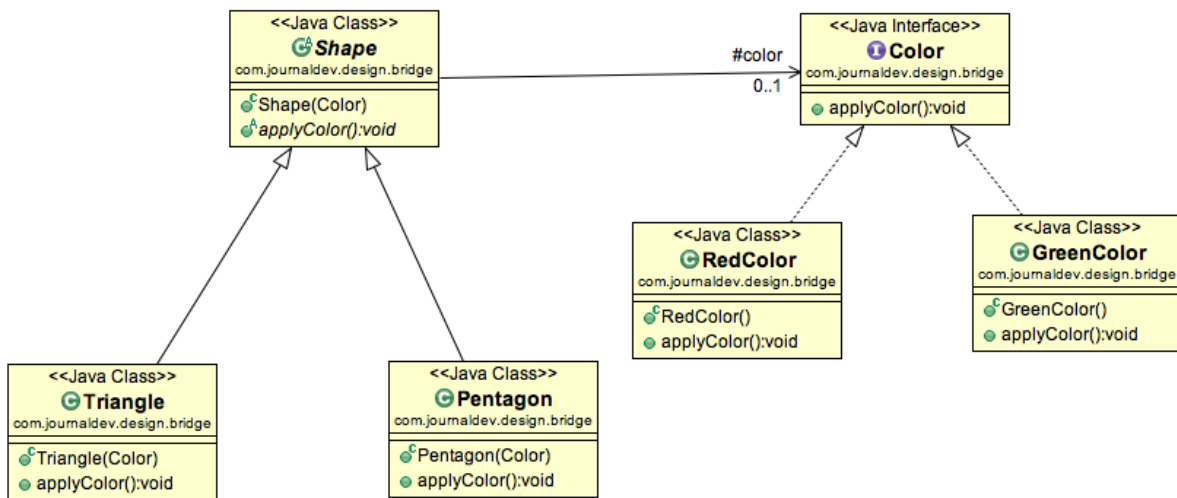 <<Java Class>>
Shape
com.journaldev.design.bridge
Shape(Color)
applyColor():void
#color
0..1
<<Java Interface>>
Color
com.journaldev.design.bridge
applyColor():void
<<Java Class>>
RedColor
com.journaldev.design.bridge
RedColor()
applyColor():void
<<Java Class>>
GreenColor
com.journaldev.design.bridge
GreenColor()
applyColor():void
<<Java Class>>
Triangle
com.journaldev.design.bridge
Triangle(Color)
applyColor():void
<<Java Class>>
Pentagon
com.journaldev.design.bridge
Pentagon(Color)
applyColor():void